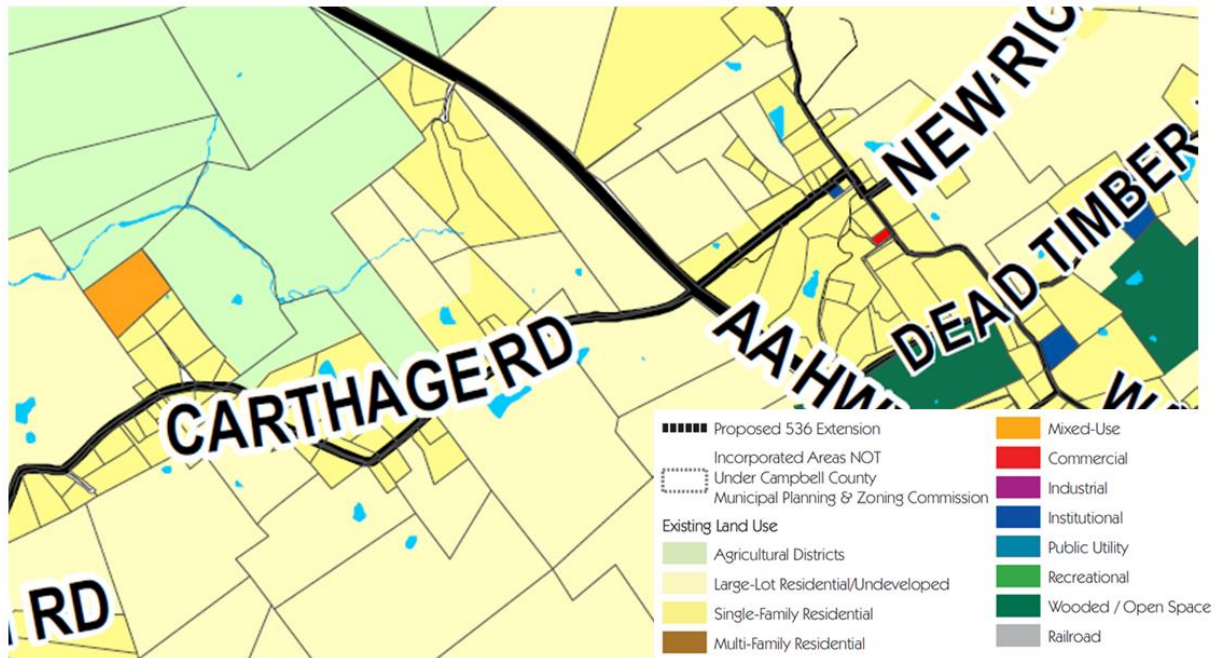 NEW RIC
DEAD TIMBER
AA HW
CARTHAGE RD
RD
Proposed 536 Extension
Incorporated Areas NOT
Under Campbell County
Municipal Planning & Zoning Commission
Existing Land Use
Agricultural Districts
Large-Lot Residential/Undeveloped
Single-Family Residential
Multi-Family Residential
Mixed-Use
Commercial
Industrial
Institutional
Public Utility
Recreational
Wooded / Open Space
Railroad